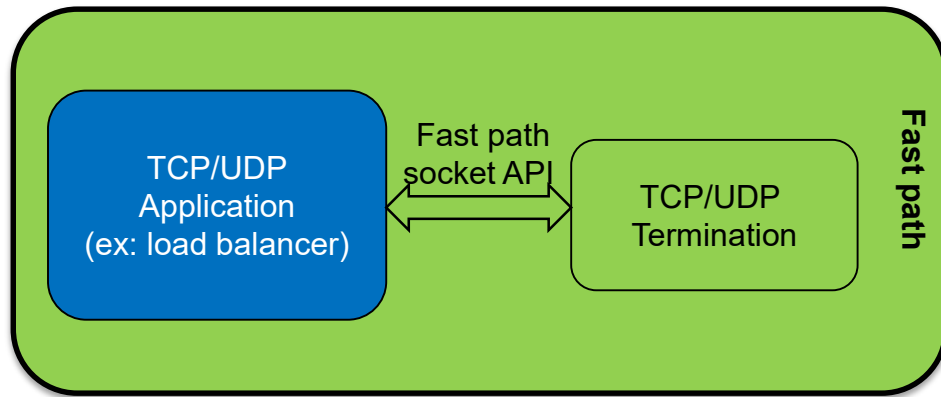 TCP/UDP
Application
(ex: load balancer)
Fast path
socket API
TCP/UDP
Termination
Fast path